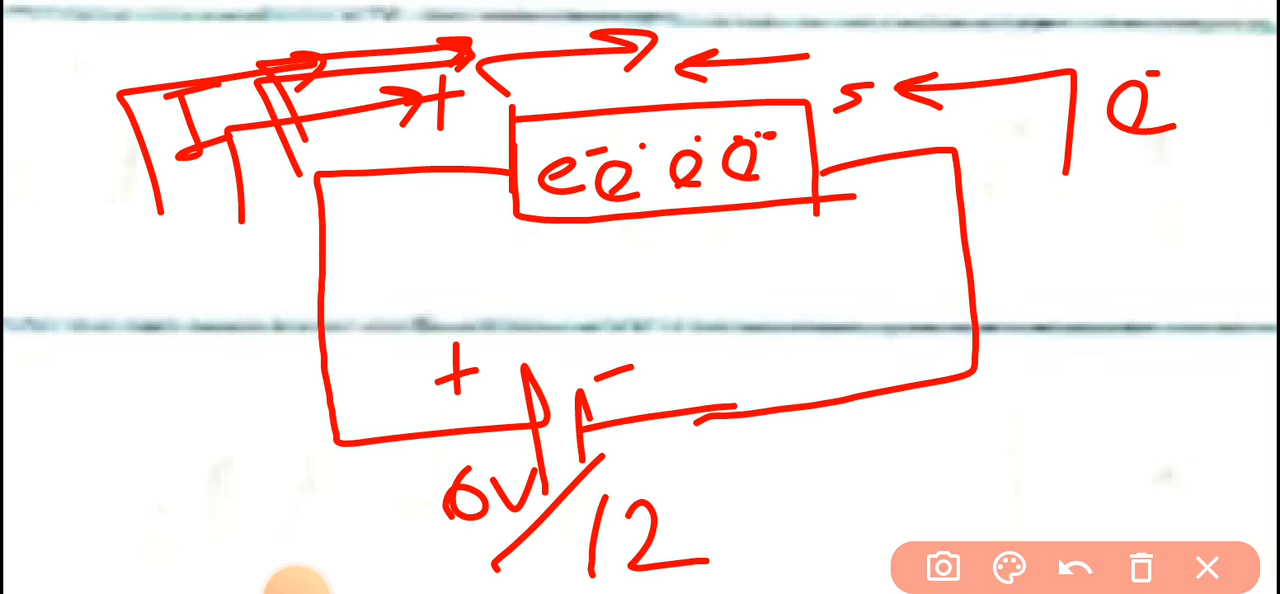 +
e⁻ e⁻ e⁻ e⁻
e⁻
+ -
6V/12